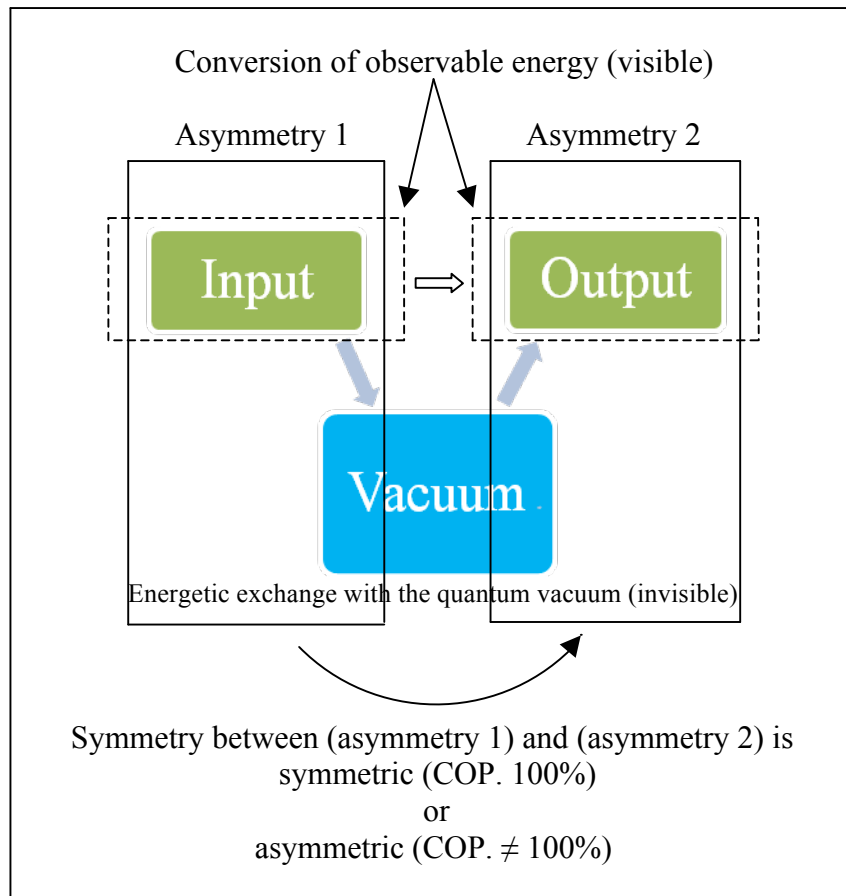 Conversion of observable energy (visible)
Asymmetry 1
Asymmetry 2
Input
Output
Vacuum
Energetic exchange with the quantum vacuum (invisible)
Symmetry between (asymmetry 1) and (asymmetry 2) is
symmetric (COP. 100%)
or
asymmetric (COP. ≠ 100%)